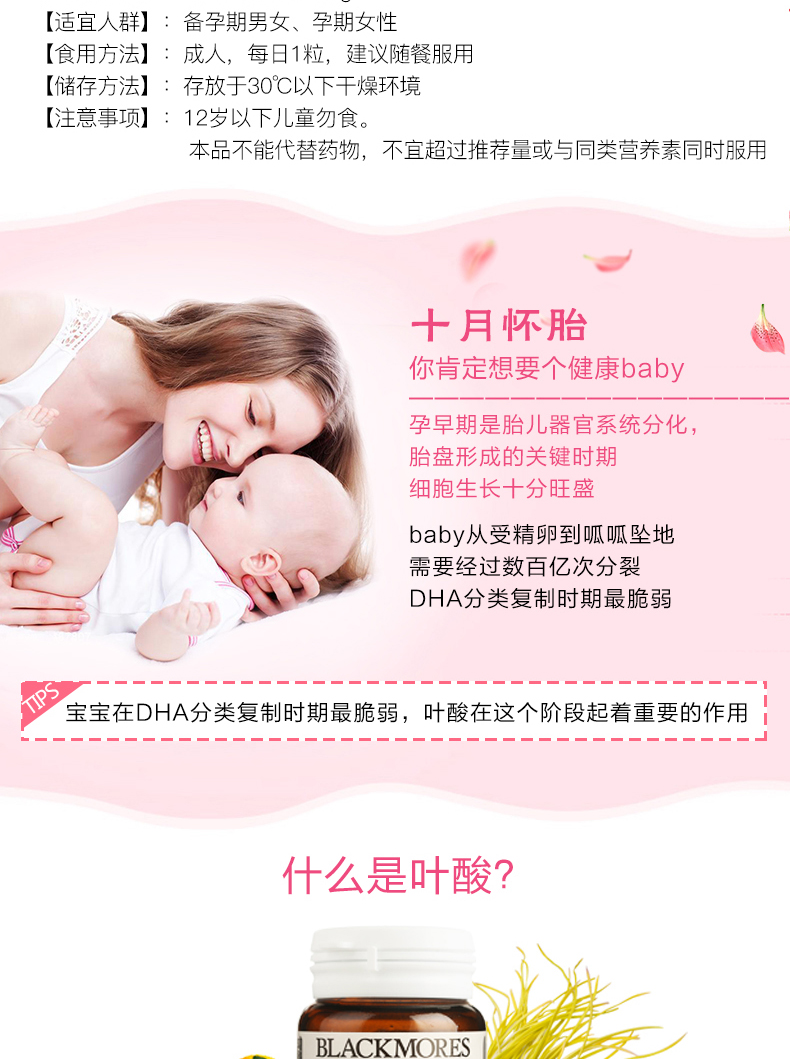 【适宜人群】：备孕期男女、孕期女性
【食用方法】：成人，每日1粒，建议随餐服用
【储存方法】：存放于30℃以下干燥环境
【注意事项】：12岁以下儿童勿食。
本品不能代替药物，不宜超过推荐量或与同类营养素同时服用
十月怀胎
你肯定想要个健康baby
孕早期是胎儿器官系统分化，
胎盘形成的关键时期
细胞生长十分旺盛
baby从受精卵到呱呱坠地
需要经过数百亿次分裂
DHA分类复制时期最脆弱
TIPS
宝宝在DHA分类复制时期最脆弱，叶酸在这个阶段起着重要的作用
什么是叶酸?
BLACKMORES